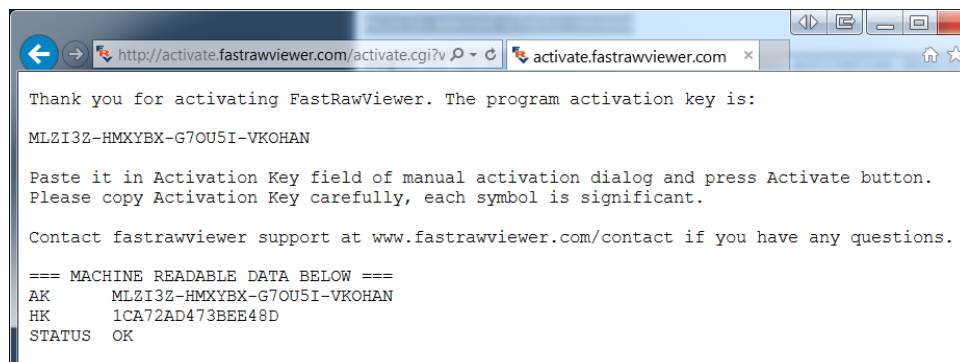 http://activate.fastrawviewer.com/activate.cgi?v
activate.fastrawviewer.com
Thank you for activating FastRawViewer. The program activation key is:
MLZI3Z-HMXYBX-G7OU5I-VKOHAN
Paste it in Activation Key field of manual activation dialog and press Activate button.
Please copy Activation Key carefully, each symbol is significant.
Contact fastrawviewer support at www.fastrawviewer.com/contact if you have any questions.
=== MACHINE READABLE DATA BELOW ===
AK MLZI3Z-HMXYBX-G7OU5I-VKOHAN
HK 1CA72AD473BEE48D
STATUS OK